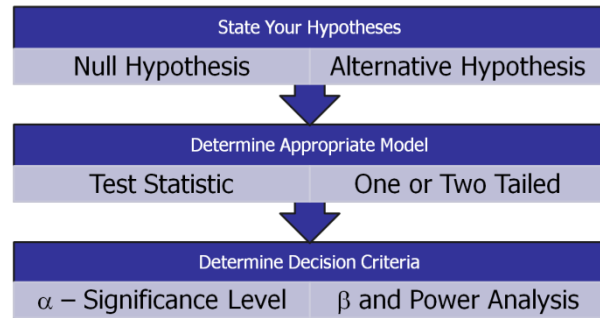 State Your Hypotheses
Null Hypothesis Alternative Hypothesis
Determine Appropriate Model
Test Statistic One or Two Tailed
Determine Decision Criteria
α – Significance Level β and Power Analysis